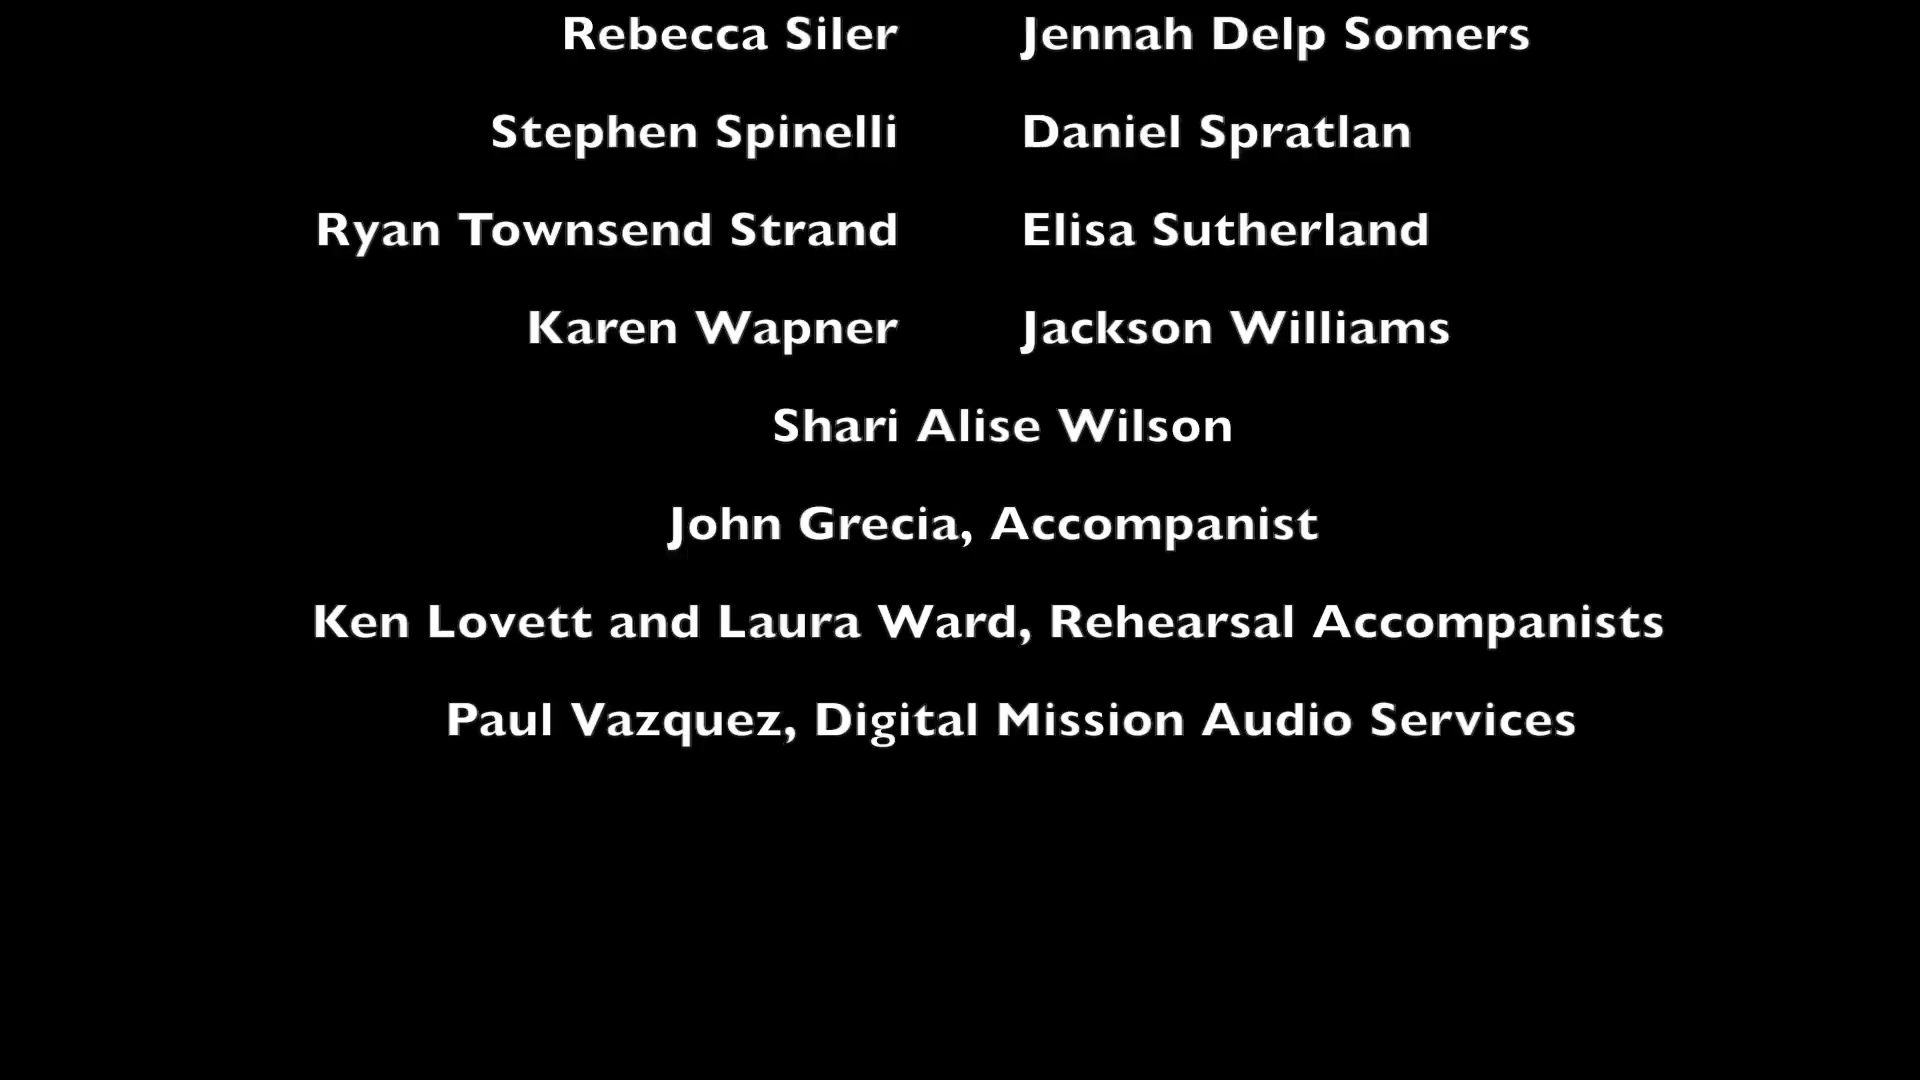 Rebecca Siler Jennah Delp Somers
Stephen Spinelli Daniel Spratlan
Ryan Townsend Strand Elisa Sutherland
Karen Wapner Jackson Williams
Shari Alise Wilson
John Grecia, Accompanist
Ken Lovett and Laura Ward, Rehearsal Accompanists
Paul Vazquez, Digital Mission Audio Services